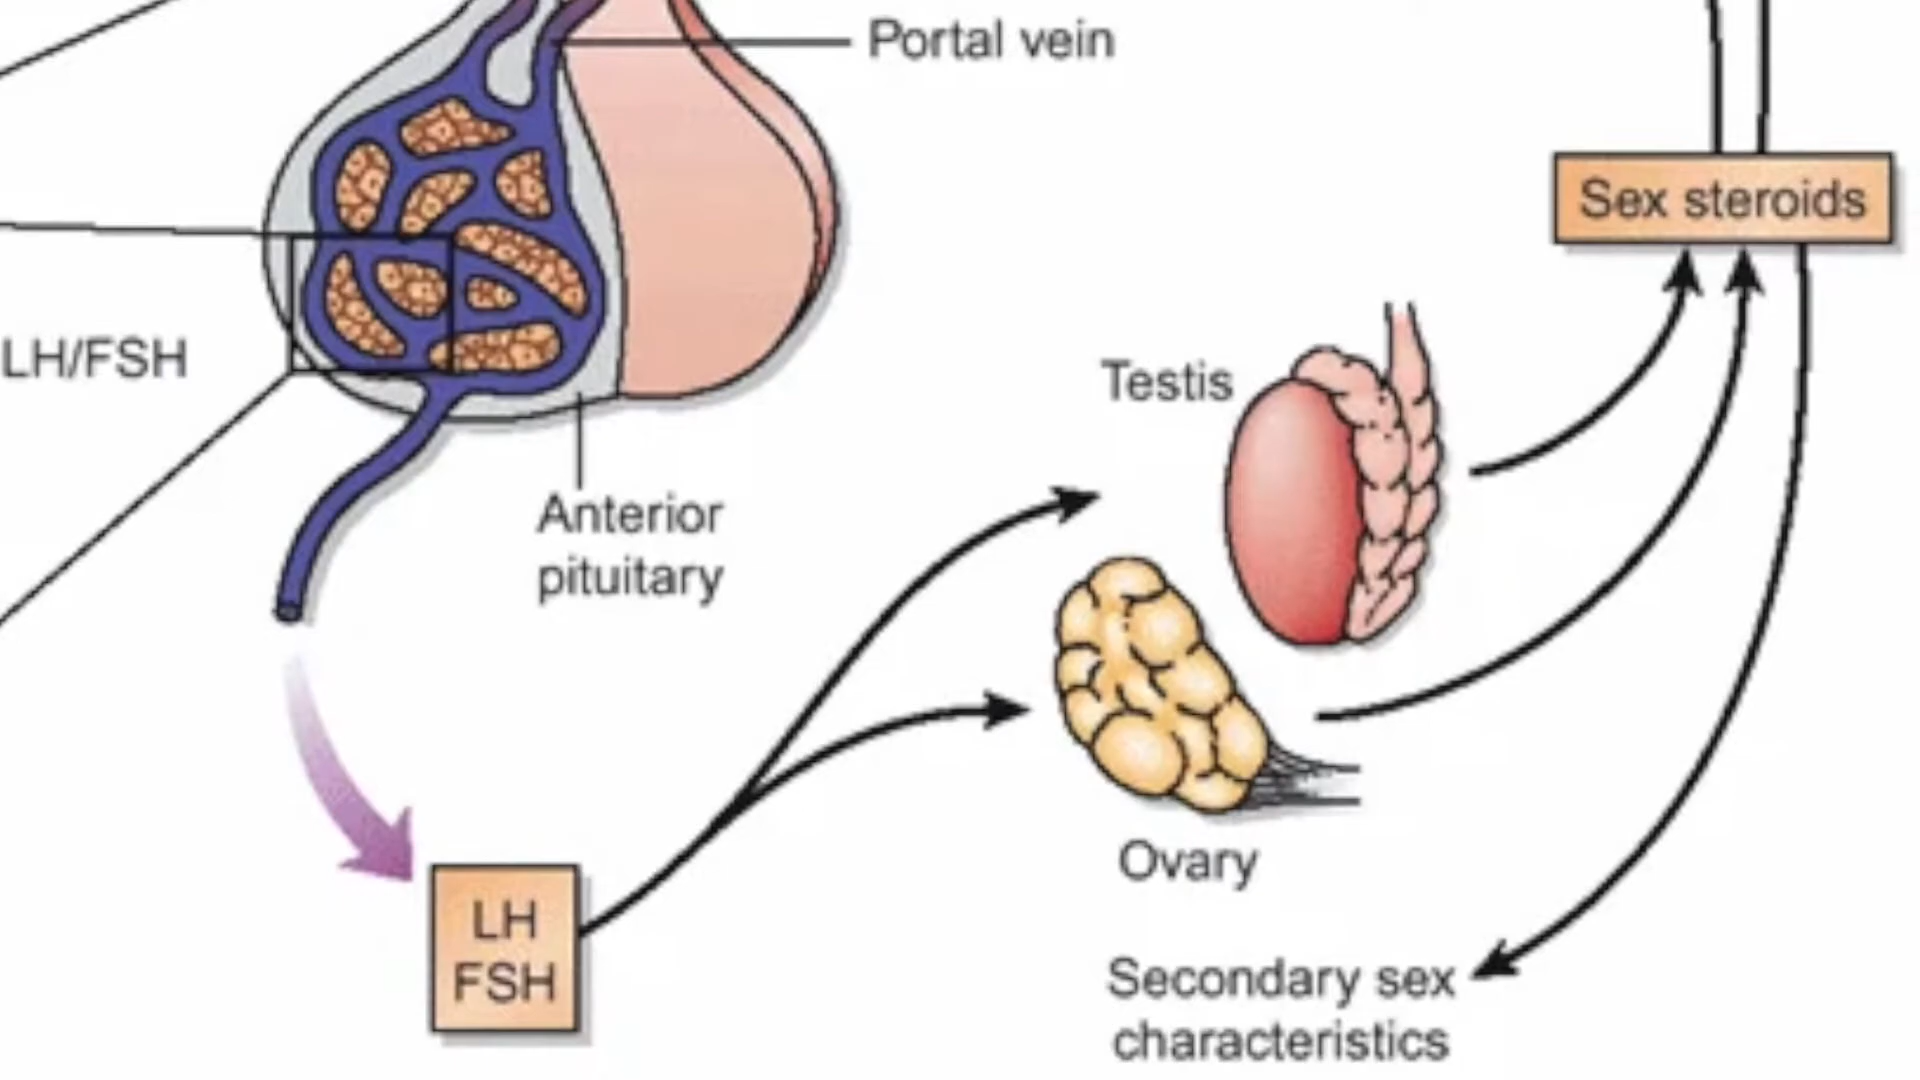 Portal vein
Sex steroids
LH/FSH
Testis
Anterior
pituitary
Ovary
LH
FSH
Secondary sex
characteristics